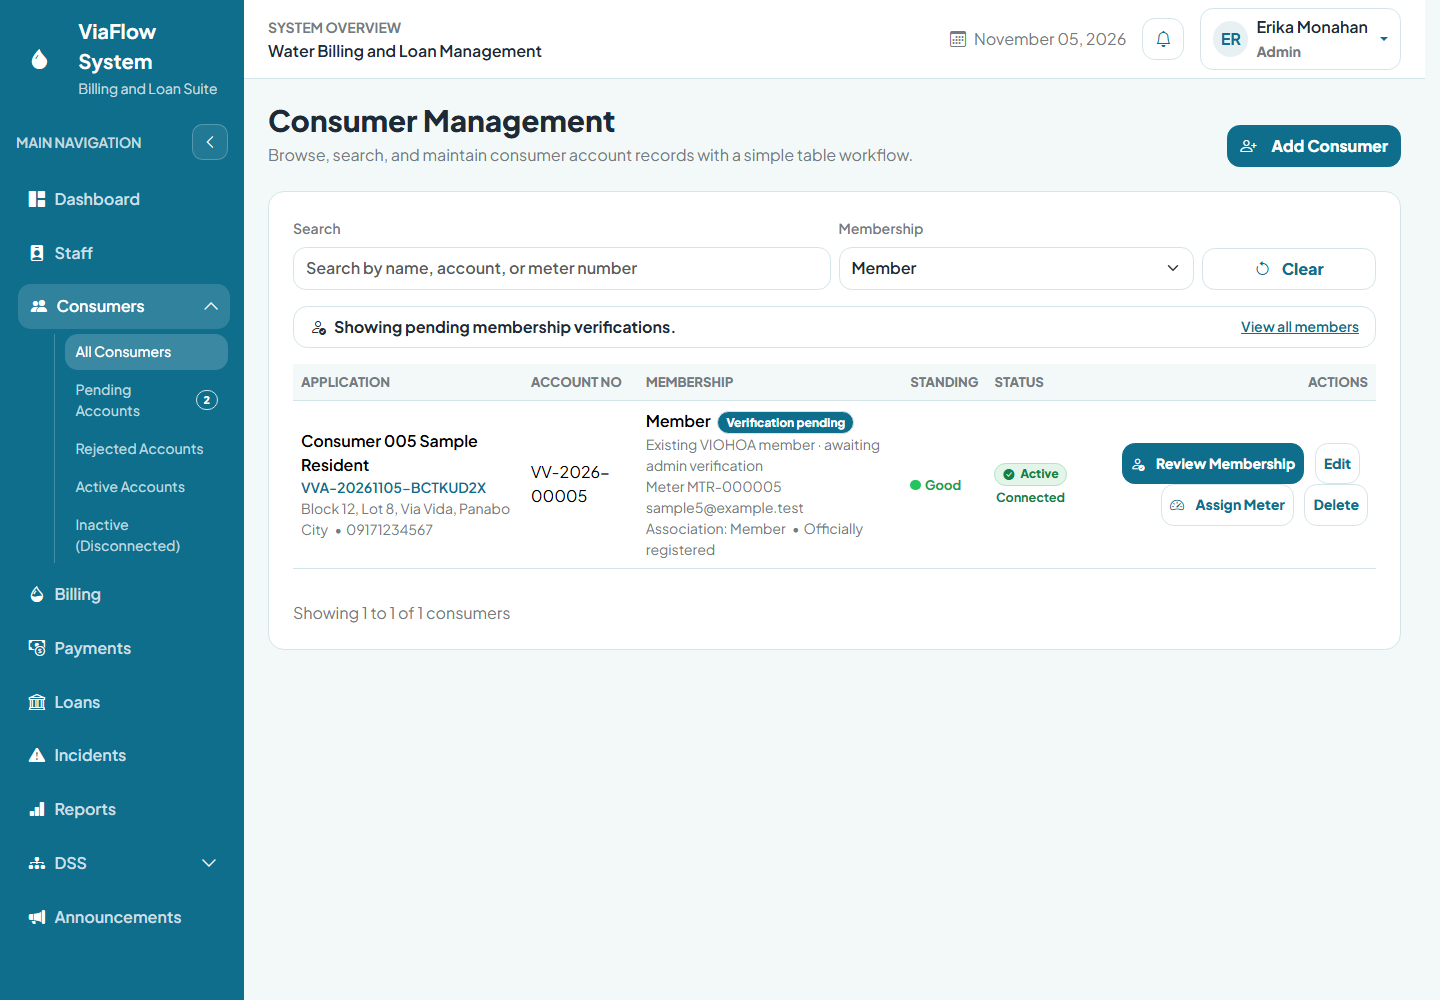 ViaFlow
System
Billing and Loan Suite
MAIN NAVIGATION
Dashboard
Staff
Consumers
All Consumers
Pending
Accounts
2
Rejected Accounts
Active Accounts
Inactive
(Disconnected)
Billing
Payments
Loans
Incidents
Reports
DSS
Announcements
SYSTEM OVERVIEW
Water Billing and Loan Management
November 05, 2026
ER
Erika Monahan
Admin
Consumer Management
Browse, search, and maintain consumer account records with a simple table workflow.
Add Consumer
Search
Search by name, account, or meter number
Membership
Member
Clear
Showing pending membership verifications.
View all members
APPLICATION
ACCOUNT NO
MEMBERSHIP
STANDING
STATUS
ACTIONS
Consumer 005 Sample
Resident
VVA-20261105-BCTKUD2X
Block 12, Lot 8, Via Vida, Panabo
City • 09171234567
VV-2026-
00005
Member Verification pending
Existing VIOHOA member · awaiting
admin verification
Meter MTR-000005
sample5@example.test
Association: Member • Officially
registered
Good
Active
Connected
Review Membership
Edit
Assign Meter
Delete
Showing 1 to 1 of 1 consumers